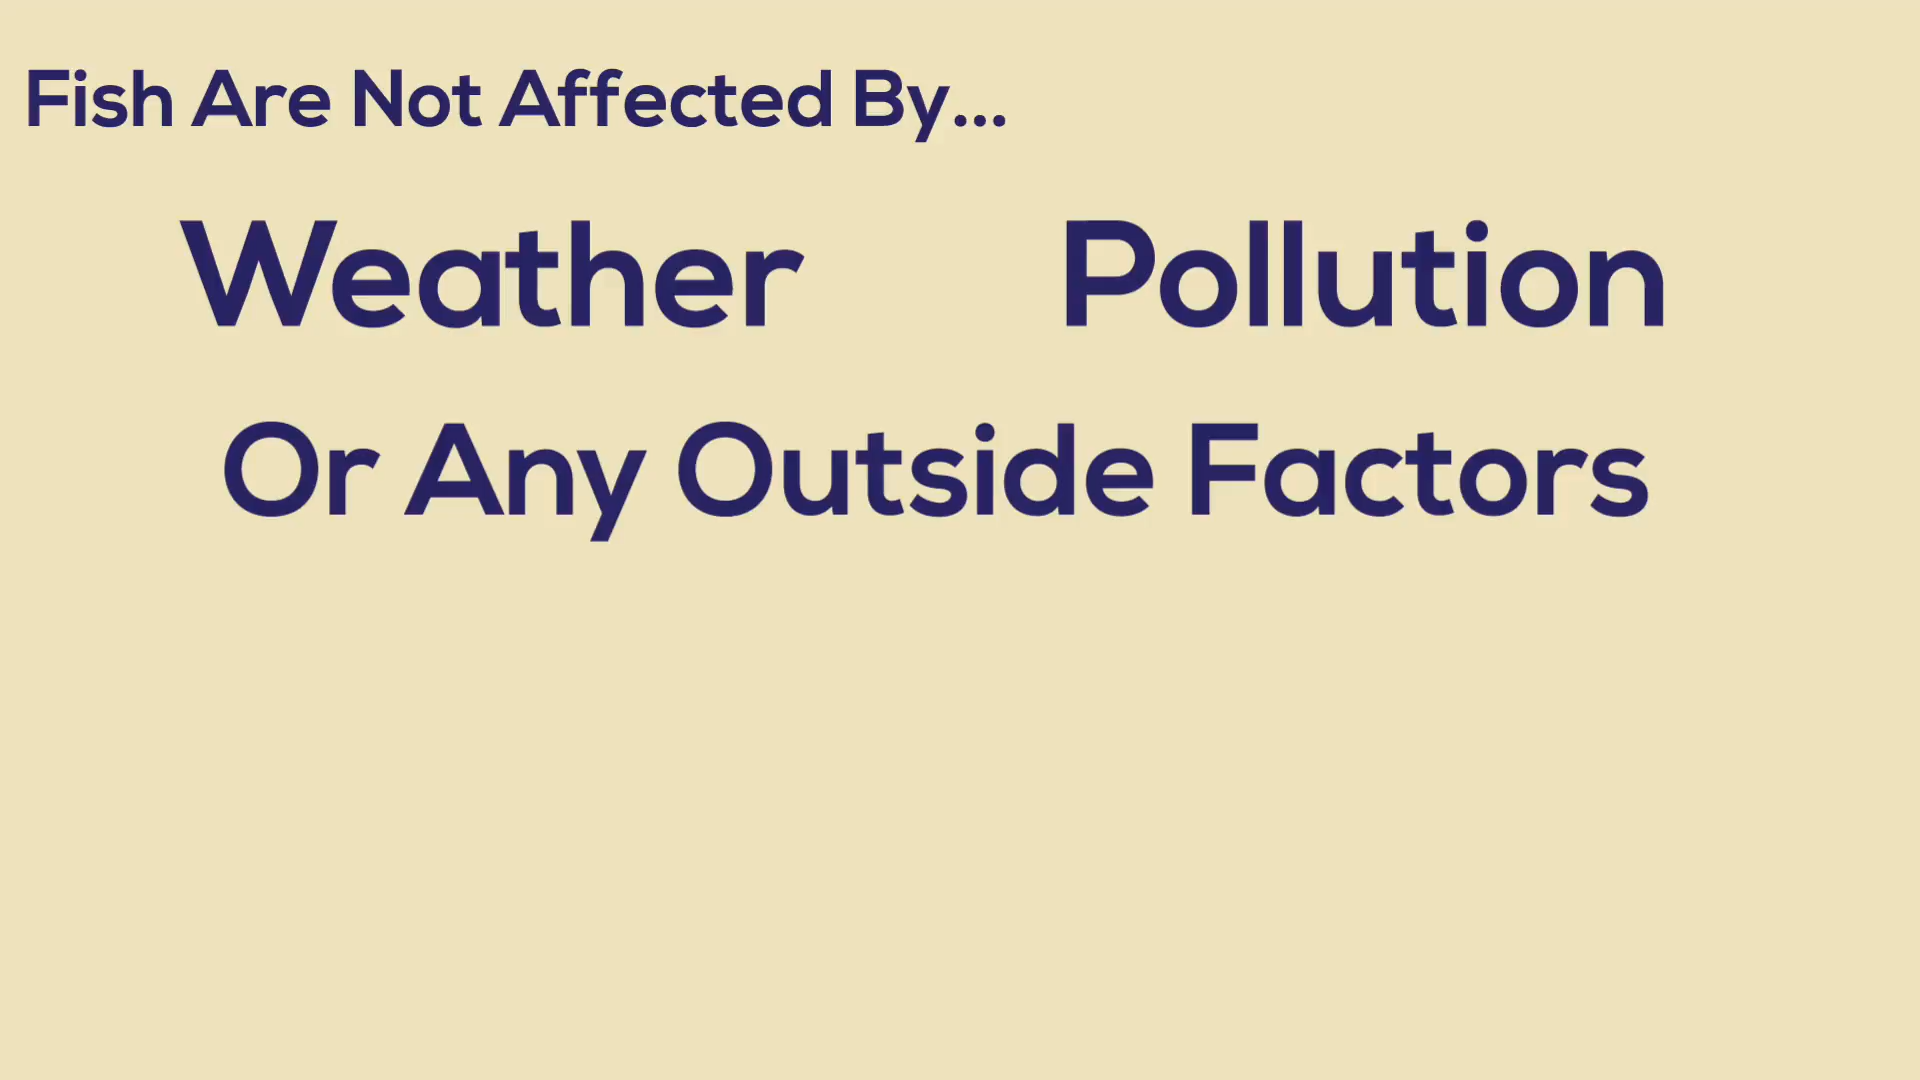 Fish Are Not Affected By...
Weather Pollution
Or Any Outside Factors